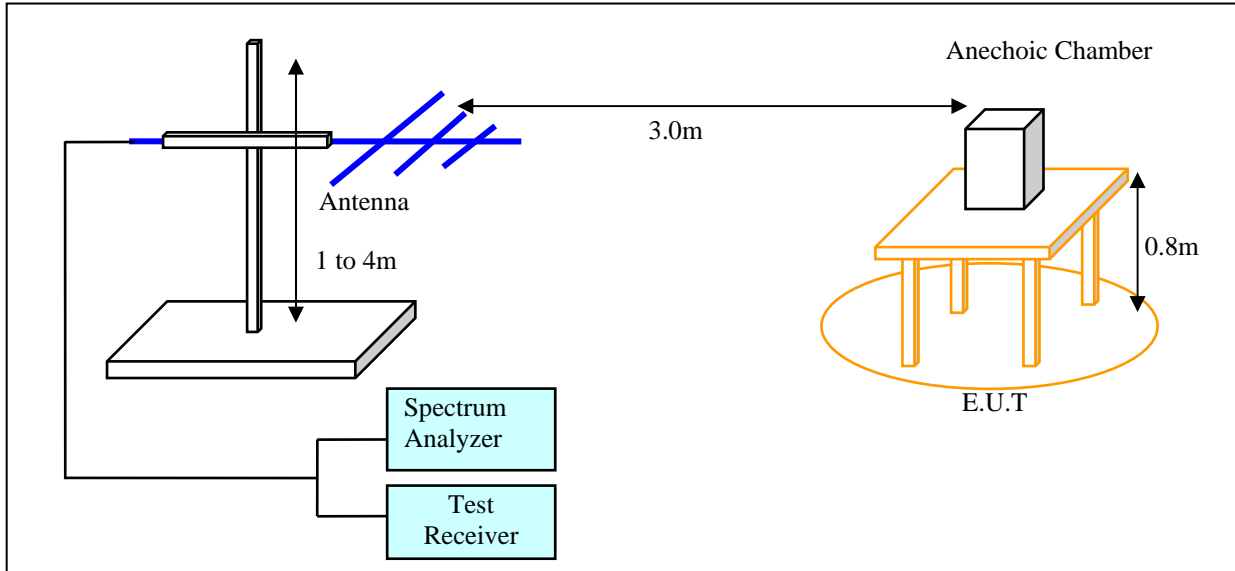 Anechoic Chamber
3.0m
Antenna
1 to 4m
0.8m
E.U.T
Spectrum
Analyzer
Test
Receiver